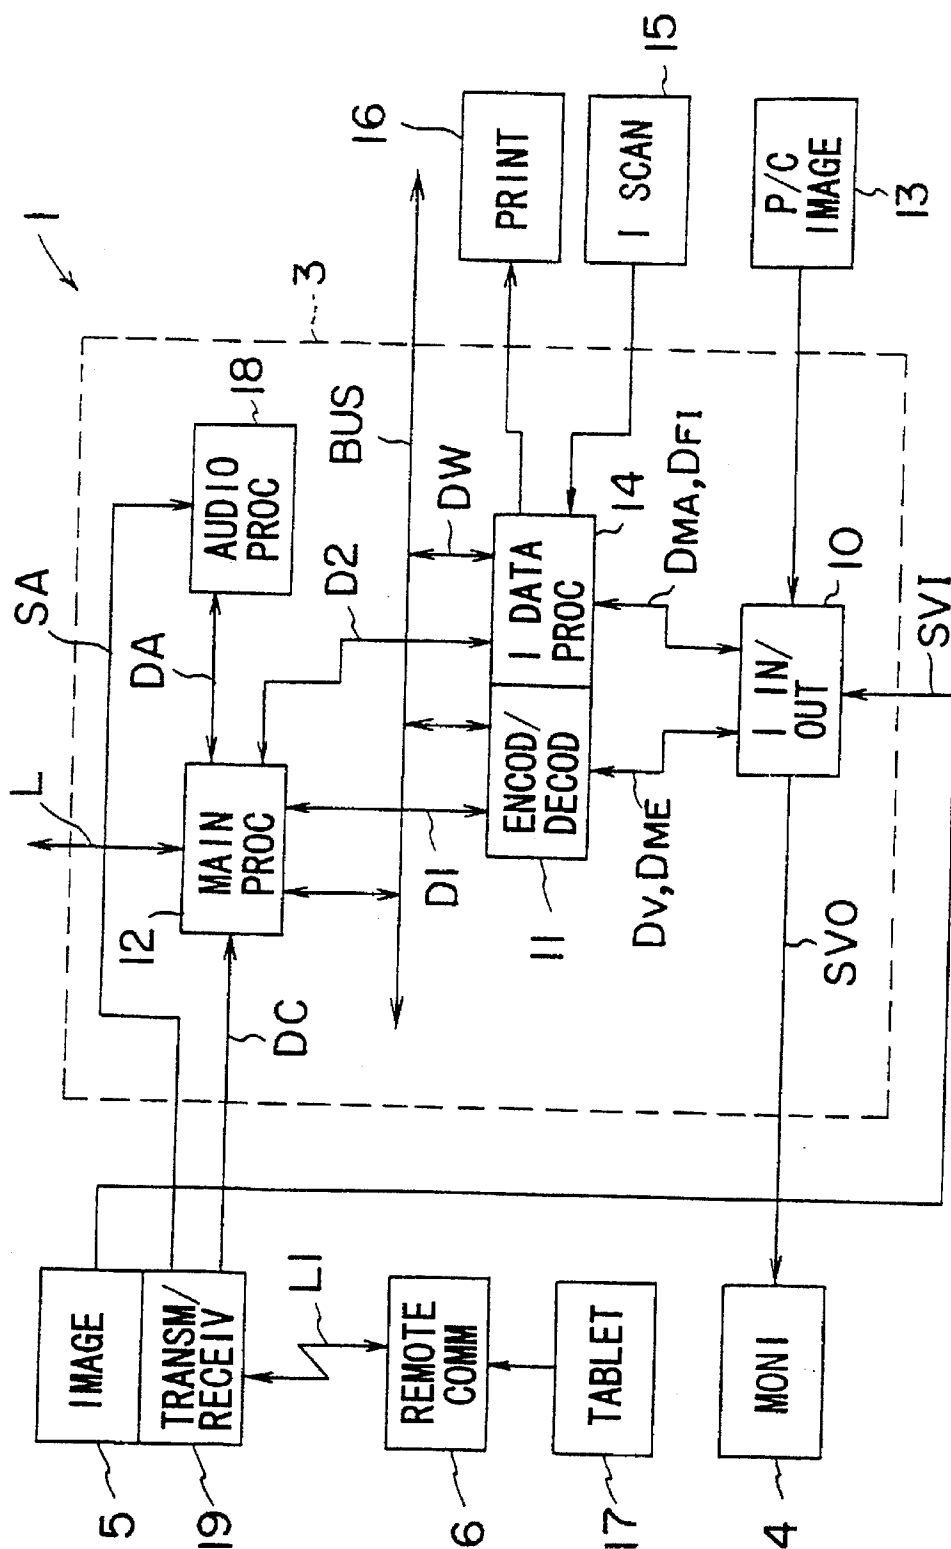 1
5
IMAGE
L
SA
19
TRANSM/
RECEIV
12
MAIN
PROC
DA
AUDIO
PROC
18
3
DC
L1
D2
BUS
16
6
REMOTE
COMM
D1
DW
PRINT
11
ENCOD/
DECOD
I DATA
PROC
14
17
TABLET
I SCAN
15
DV,DME
DMA,DFI
4
MONI
SVO
I IN/
OUT
10
P/C
IMAGE
13
SVI